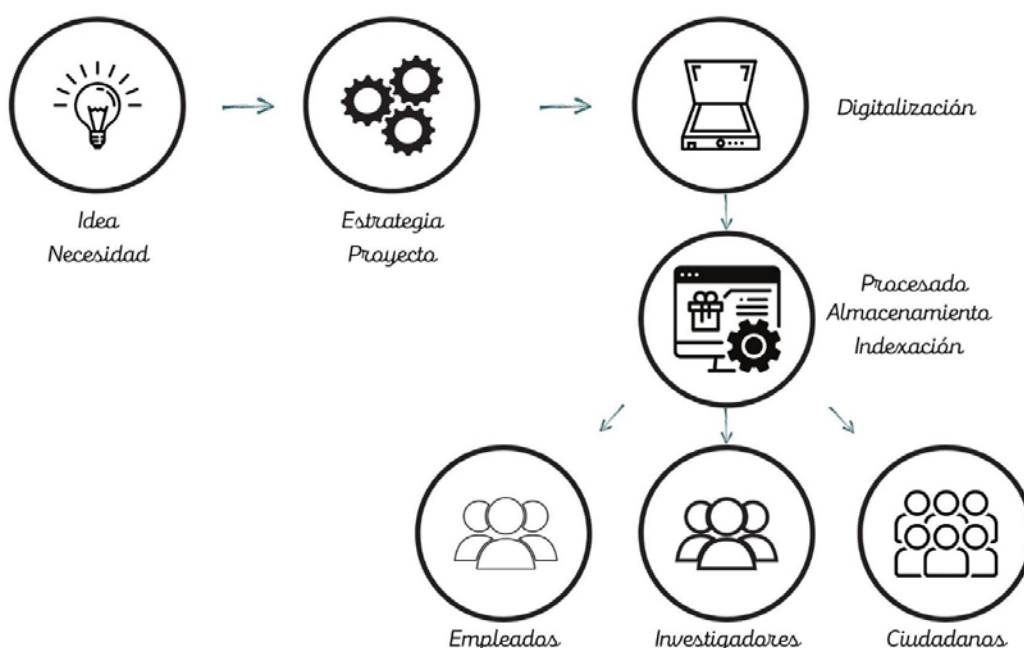 Idea
Necesidad
Estrategia
Proyecto
Digitalización
Procesado
Almacenamiento
Indexación
Empleados
Investigadores
Ciudadanos